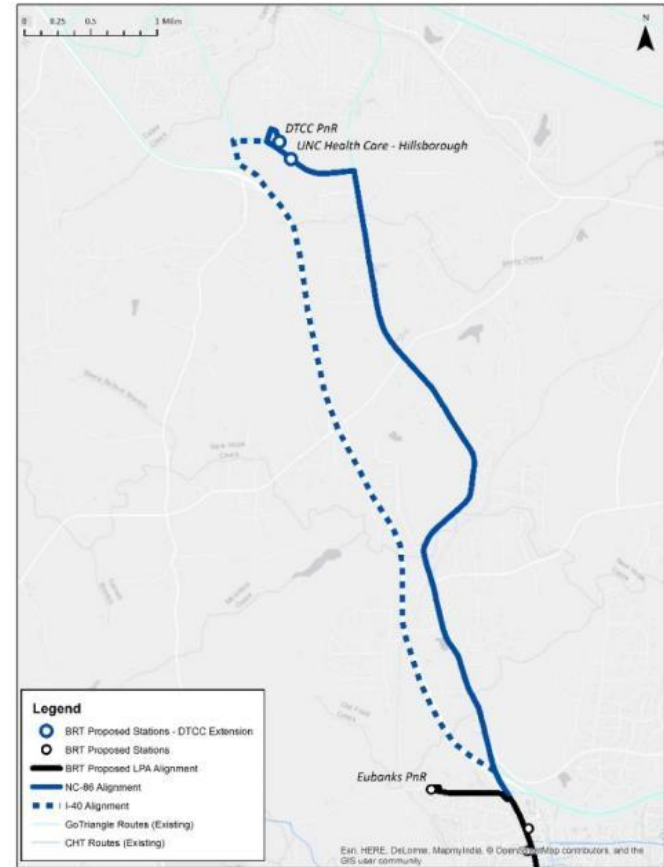 0 0.25 0.5 1 Miles
N
DTCC PnR
UNC Health Care - Hillsborough
Eubanks PnR
Legend
BRT Proposed Stations - DTCC Extension
BRT Proposed Stations
BRT Proposed LPA Alignment
NC-86 Alignment
I-40 Alignment
GoTriangle Routes (Existing)
CHT Routes (Existing)
Esri, HERE, DeLorme, MapmyIndia, © OpenStreetMap contributors, and the
GIS user community